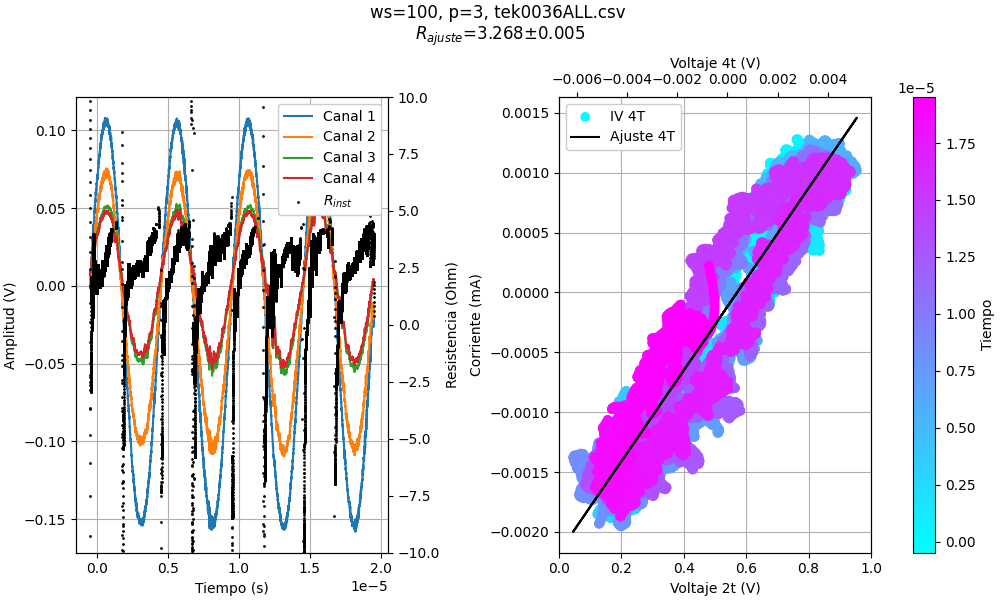 ws=100, p=3, tek0036ALL.csv
R_ajuste=3.268±0.005
Canal 1
Canal 2
Canal 3
Canal 4
R_inst
Amplitud (V)
0.10
0.05
0.00
−0.05
−0.10
−0.15
0.0 0.5 1.0 1.5 2.0
1e−5
Tiempo (s)
10.0
7.5
5.0
2.5
0.0
−2.5
−5.0
−7.5
−10.0
Resistencia (Ohm)
Voltaje 4t (V)
−0.006 −0.004 −0.002 0.000 0.002 0.004
IV 4T
Ajuste 4T
Corriente (mA)
0.0015
0.0010
0.0005
0.0000
−0.0005
−0.0010
−0.0015
−0.0020
0.0 0.2 0.4 0.6 0.8 1.0
Voltaje 2t (V)
1e−5
1.75
1.50
1.25
1.00
0.75
0.50
0.25
0.00
Tiempo